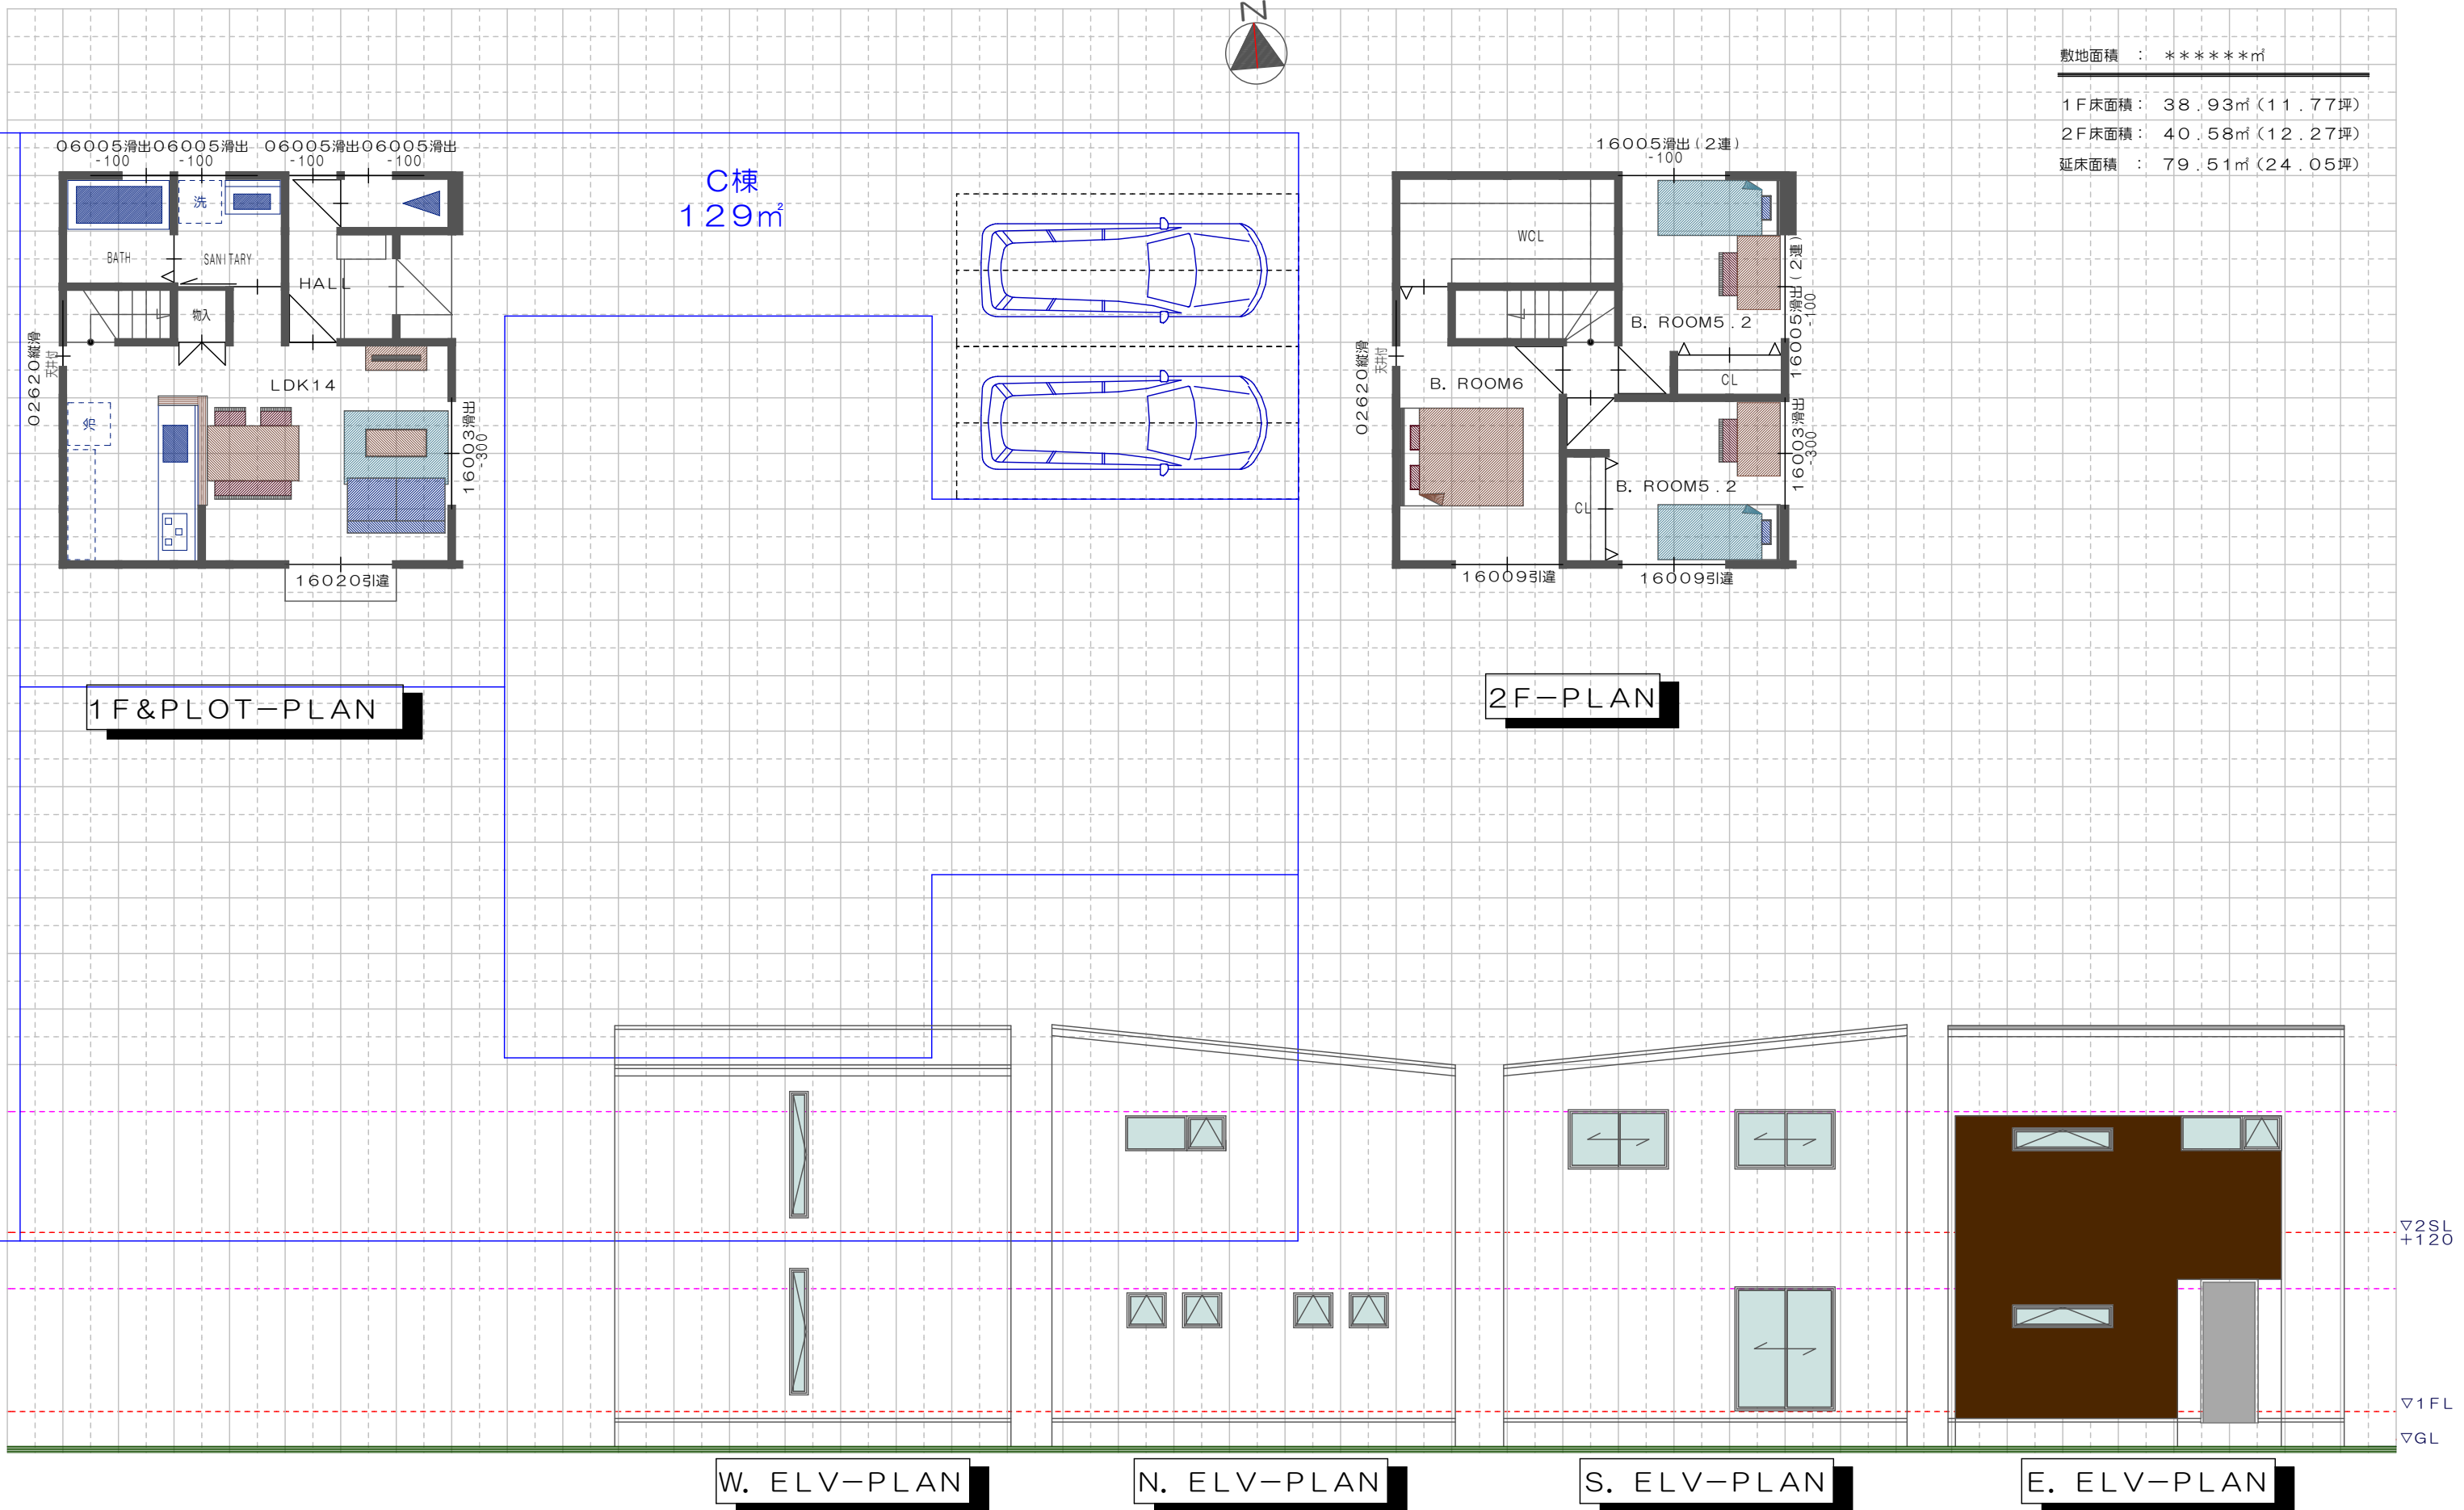 N
敷地面積 : ******㎡
1F床面積: 38.93㎡(11.77坪)
2F床面積: 40.58㎡(12.27坪)
延床面積 : 79.51㎡(24.05坪)
06005滑出
-100
06005滑出
-100
06005滑出
-100
06005滑出
-100
C棟
129㎡
洗
BATH
SANITARY
HALL
物入
02620縦滑
天井付
LDK14
16003滑出
-300
16020引違
1F&PLOT-PLAN
16005滑出(2連)
-100
WCL
16005滑出(2連)
-100
B. ROOM5.2
02620縦滑
天井付
B. ROOM6
CL
16003滑出
-300
B. ROOM5.2
CL
16009引違
16009引違
2F-PLAN
▽2SL
+120
▽1FL
▽GL
W. ELV-PLAN
N. ELV-PLAN
S. ELV-PLAN
E. ELV-PLAN